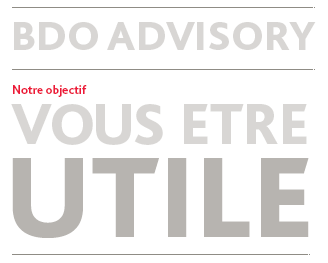 BDO ADVISORY
Notre objectif
VOUS ETRE
UTILE